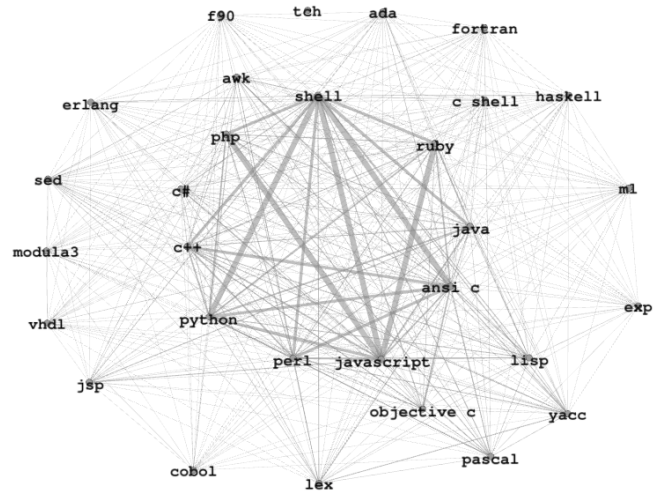 f90
tch
ada
fortran
awk
shell
c shell
haskell
erlang
php
ruby
sed
c#
ml
c++
java
modula3
ansi c
vhdl
python
exp
perl
javascript
lisp
jsp
objective c
yacc
cobol
lex
pascal